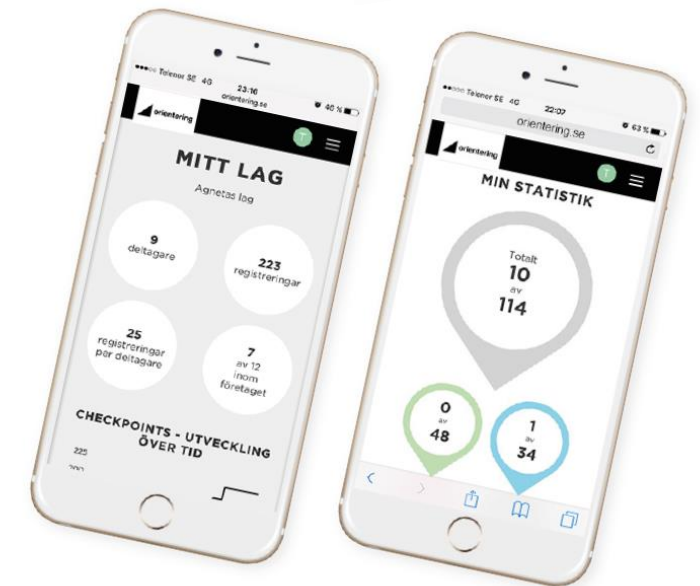 Telenor SE 4G 23:16 46 %
orientering.se
orientering
T
MITT LAG
Agnetas lag
9
deltagare
223
registreringar
25
registreringar
per deltagare
7
av 12
inom
företaget
CHECKPOINTS - UTVECKLING
ÖVER TID
225
Telenor SE 4G 22:07 63 %
orientering.se
orientering
T
MIN STATISTIK
Totalt
10
av
114
0
av
48
1
av
34